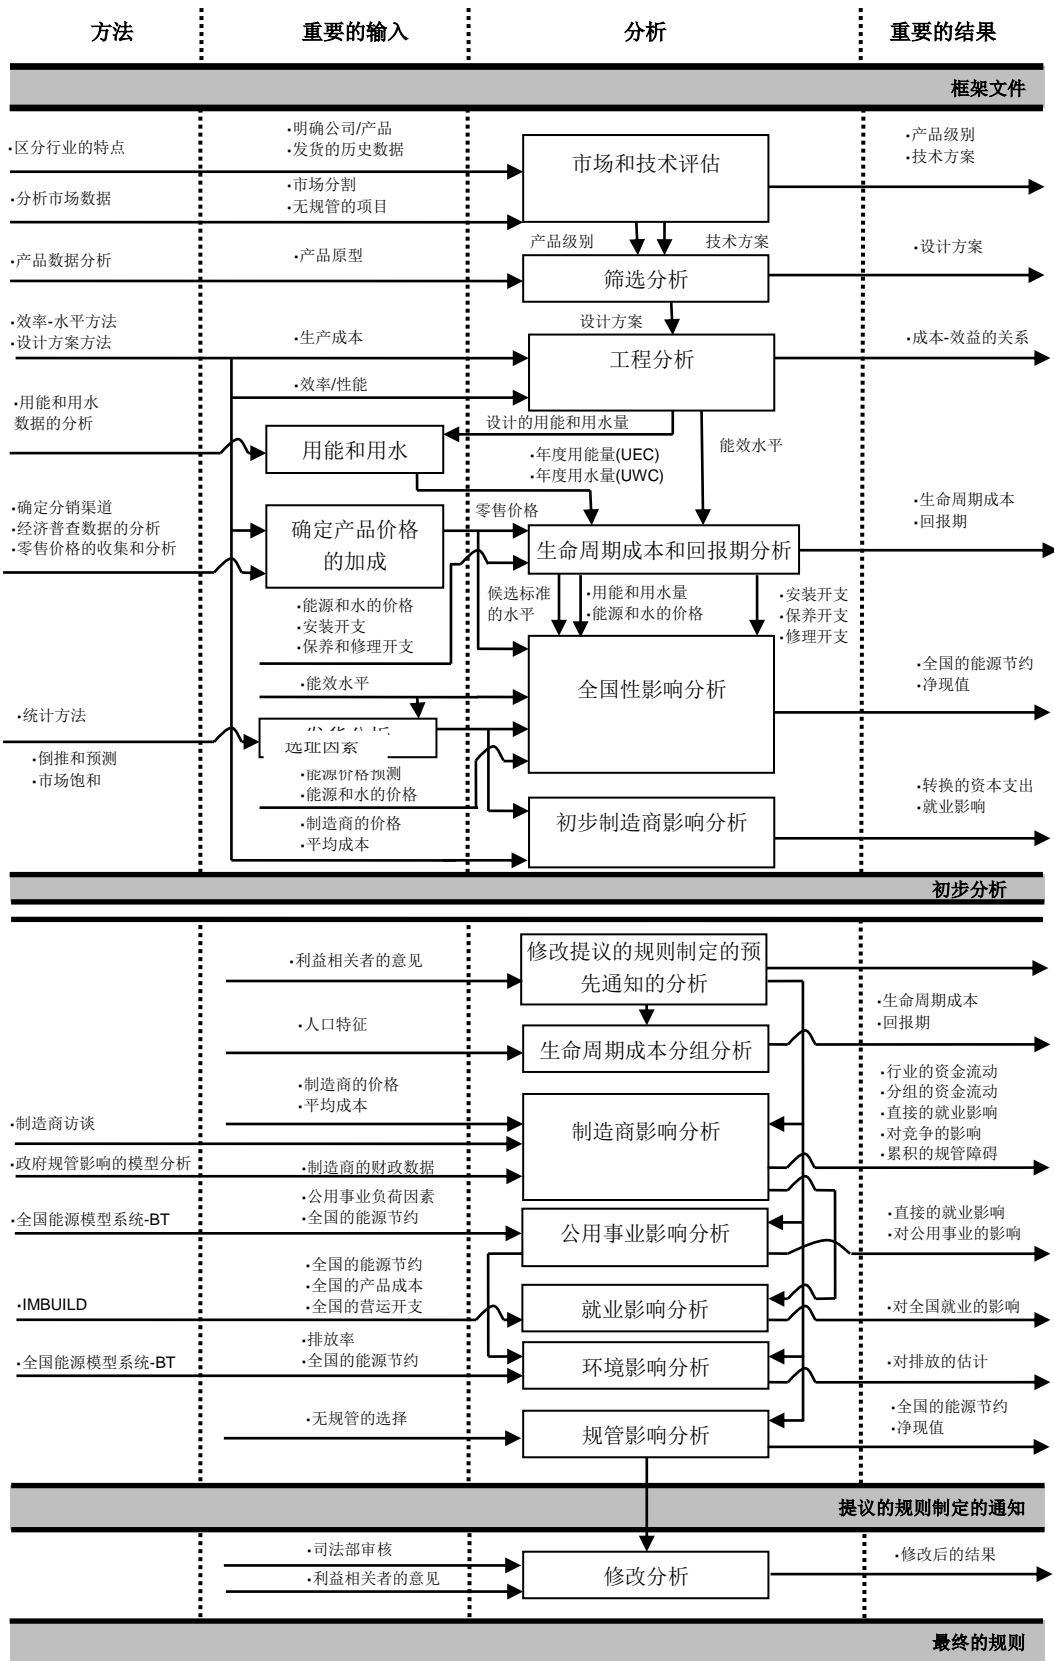 方法
重要的输入
分析
重要的结果
框架文件
·区分行业的特点
·明确公司/产品
·发货的历史数据
市场和技术评估
·产品级别
·技术方案
·分析市场数据
·市场分割
·无规管的项目
产品级别
技术方案
·产品数据分析
·产品原型
筛选分析
·设计方案
设计方案
·效率-水平方法
·设计方案方法
·生产成本
工程分析
·成本-效益的关系
·效率/性能
·用能和用水
数据的分析
设计的用能和用水量
能效水平
用能和用水
·年度用能量(UEC)
·年度用水量(UWC)
·确定分销渠道
·经济普查数据的分析
·零售价格的收集和分析
确定产品价格
的加成
零售价格
生命周期成本和回报期分析
·生命周期成本
·回报期
·能源和水的价格
·安装开支
·保养和修理开支
候选标准
的水平
·用能和用水量
·能源和水的价格
·安装开支
·保养开支
·修理开支
·能效水平
全国性影响分析
·全国的能源节约
·净现值
·统计方法
·倒推和预测
·市场饱和
选址因素
·能源价格预测
·能源和水的价格
·制造商的价格
·平均成本
初步制造商影响分析
·转换的资本支出
·就业影响
初步分析
·利益相关者的意见
修改提议的规则制定的预
先通知的分析
·人口特征
生命周期成本分组分析
·生命周期成本
·回报期
·制造商的价格
·平均成本
·制造商访谈
制造商影响分析
·行业的资金流动
·分组的资金流动
·直接的就业影响
·对竞争的影响
·累积的规管障碍
·政府规管影响的模型分析
·制造商的财政数据
·公用事业负荷因素
·全国的能源节约
·全国能源模型系统-BT
公用事业影响分析
·直接的就业影响
·对公用事业的影响
·全国的能源节约
·全国的产品成本
·全国的营运开支
·IMBUILD
就业影响分析
·对全国就业的影响
·排放率
·全国的能源节约
·全国能源模型系统-BT
环境影响分析
·对排放的估计
·无规管的选择
规管影响分析
·全国的能源节约
·净现值
提议的规则制定的通知
·司法部审核
·利益相关者的意见
修改分析
·修改后的结果
最终的规则